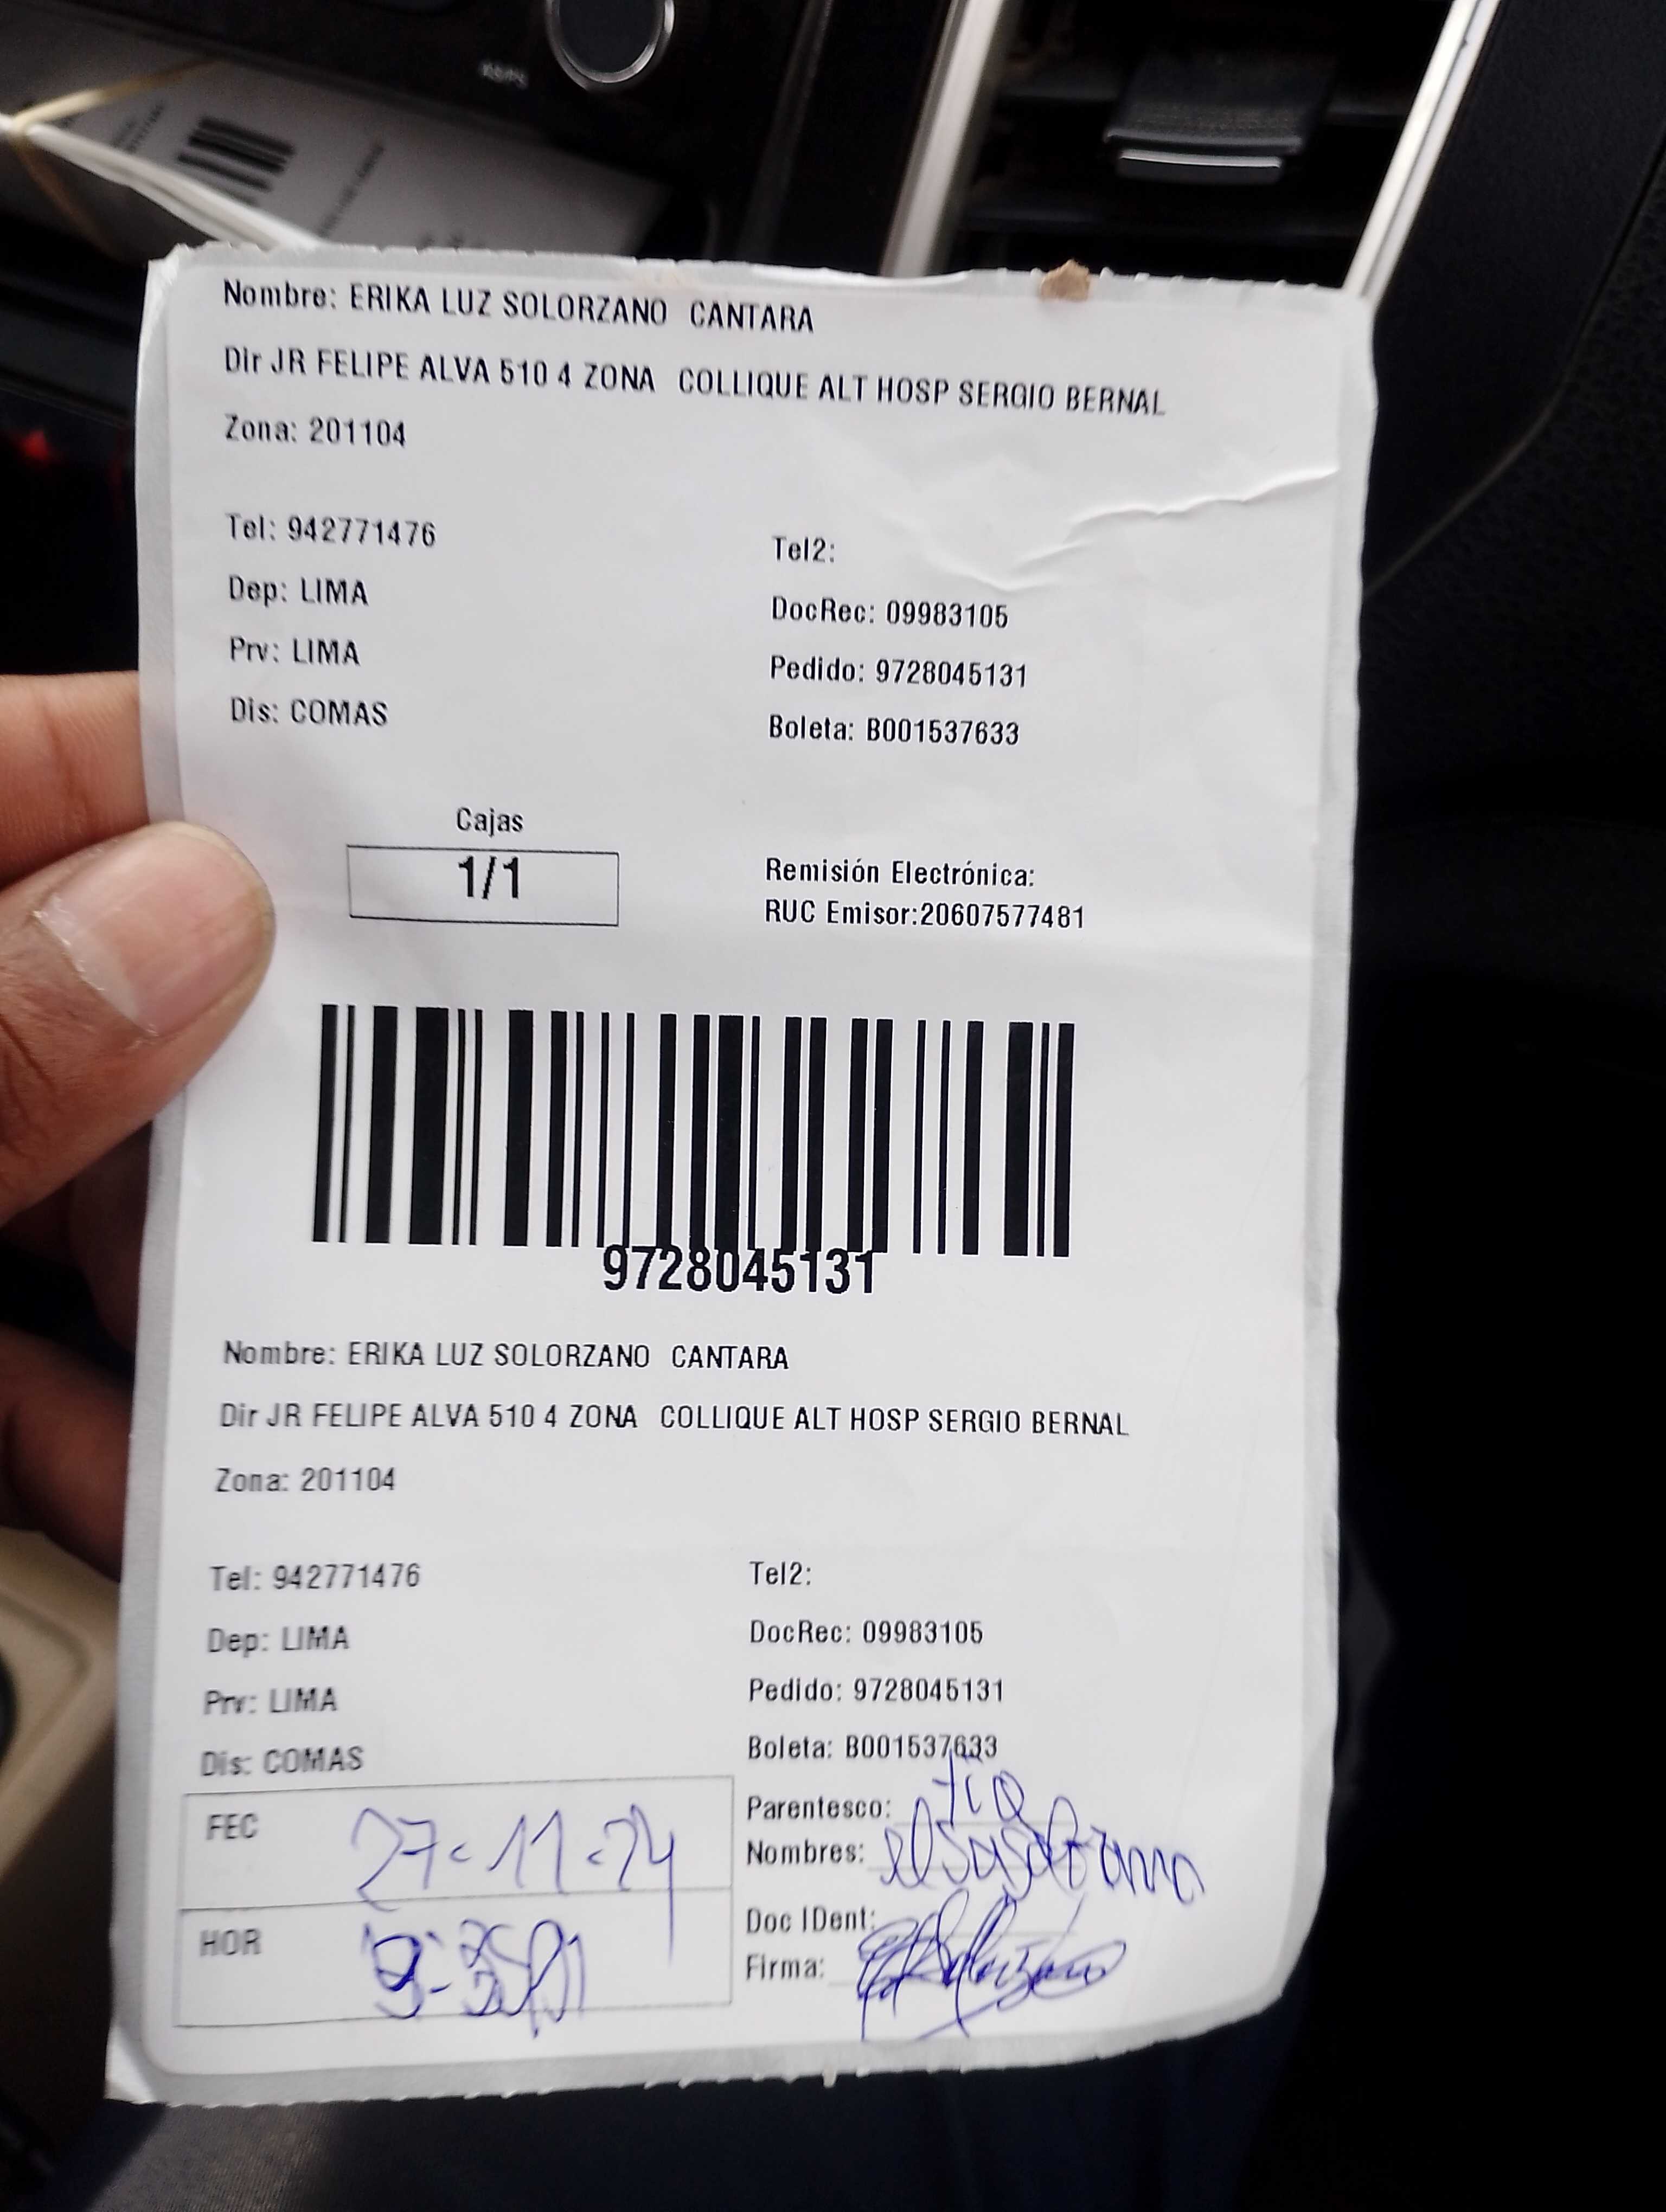 Nombre: ERIKA LUZ SOLORZANO CANTARA
Dir JR FELIPE ALVA 510 4 ZONA COLLIQUE ALT HOSP SERGIO BERNAL
Zona: 201104
Tel: 942771476
Tel2:
Dep: LIMA
DocRec: 09983105
Prv: LIMA
Pedido: 9728045131
Dis: COMAS
Boleta: B001537633
Cajas
1/1
Remisión Electrónica:
RUC Emisor:20607577481
9728045131
Nombre: ERIKA LUZ SOLORZANO CANTARA
Dir JR FELIPE ALVA 510 4 ZONA COLLIQUE ALT HOSP SERGIO BERNAL
Zona: 201104
Tel: 942771476
Tel2:
Dep: LIMA
DocRec: 09983105
Prv: LIMA
Pedido: 9728045131
Dis: COMAS
Boleta: B001537633
FEC 27-11-24
Parentesco: tia
Nombres:
HOR
Doc IDent:
Firma: